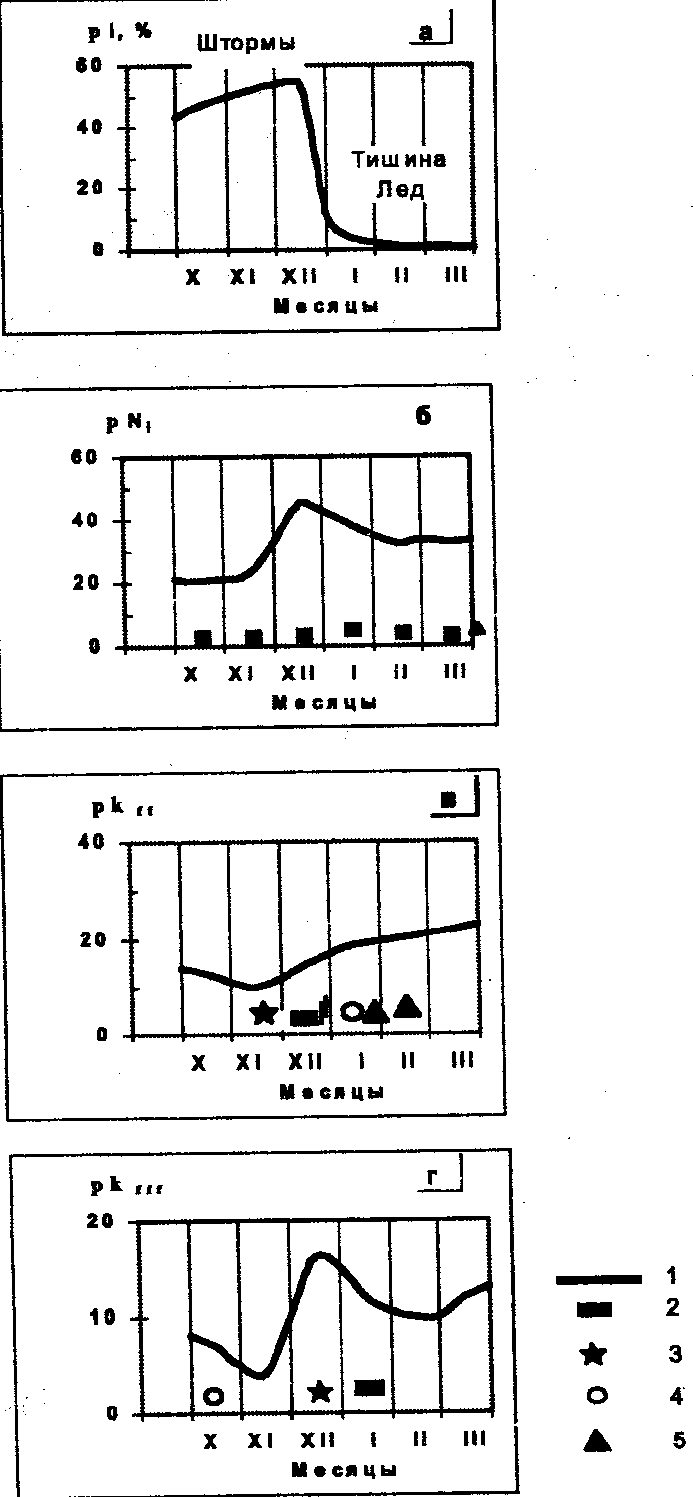 p I, %
Штормы
а
60
40
20
0
Тишина
Лед
X XI XII I II III
Месяцы
p N I
б
60
40
20
0
X XI XII I II III
Месяцы
p k f f
в
40
20
0
X XI XII I II III
Месяцы
p k f f f
г
20
10
0
X XI XII I II III
Месяцы
1
2
3
4
5